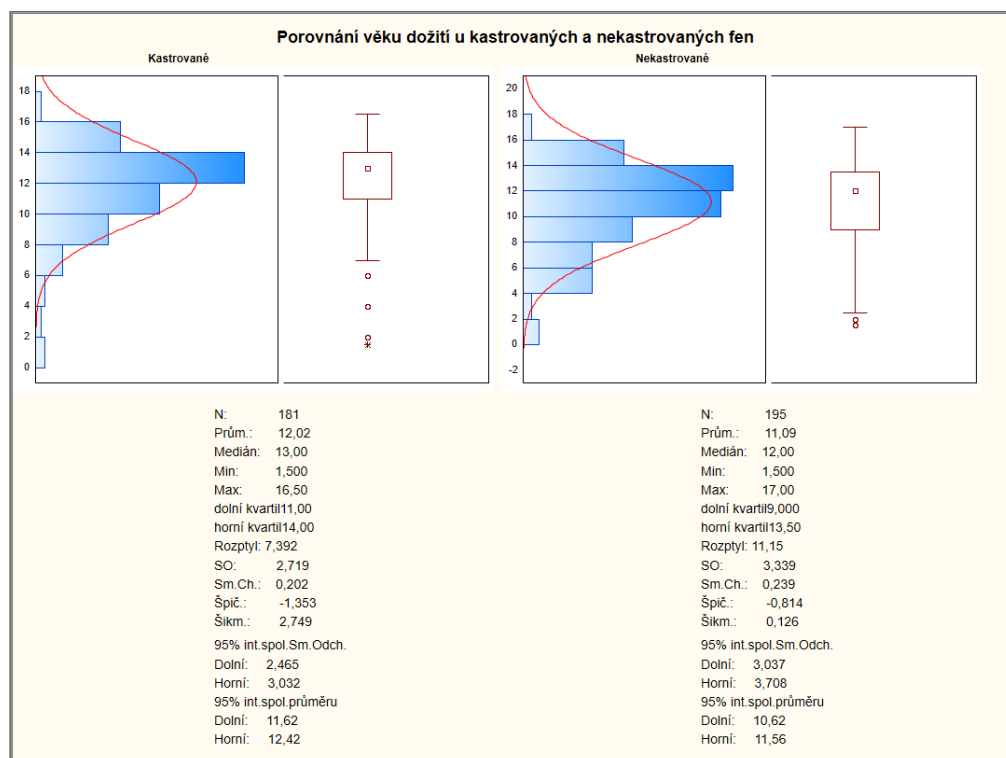 Porovnání věku dožití u kastrovaných a nekastrovaných fen
Kastrované
18
16
14
12
10
8
6
4
2
0
N: 181
Prům.: 12,02
Medián: 13,00
Min: 1,500
Max: 16,50
dolní kvartil11,00
horní kvartil14,00
Rozptyl: 7,392
SO: 2,719
Sm.Ch.: 0,202
Špič.: -1,353
Šikm.: 2,749
95% int.spol.Sm.Odch.
Dolní: 2,465
Horní: 3,032
95% int.spol.průměru
Dolní: 11,62
Horní: 12,42
Nekastrované
20
18
16
14
12
10
8
6
4
2
0
-2
N: 195
Prům.: 11,09
Medián: 12,00
Min: 1,500
Max: 17,00
dolní kvartil9,000
horní kvartil13,50
Rozptyl: 11,15
SO: 3,339
Sm.Ch.: 0,239
Špič.: -0,814
Šikm.: 0,126
95% int.spol.Sm.Odch.
Dolní: 3,037
Horní: 3,708
95% int.spol.průměru
Dolní: 10,62
Horní: 11,56